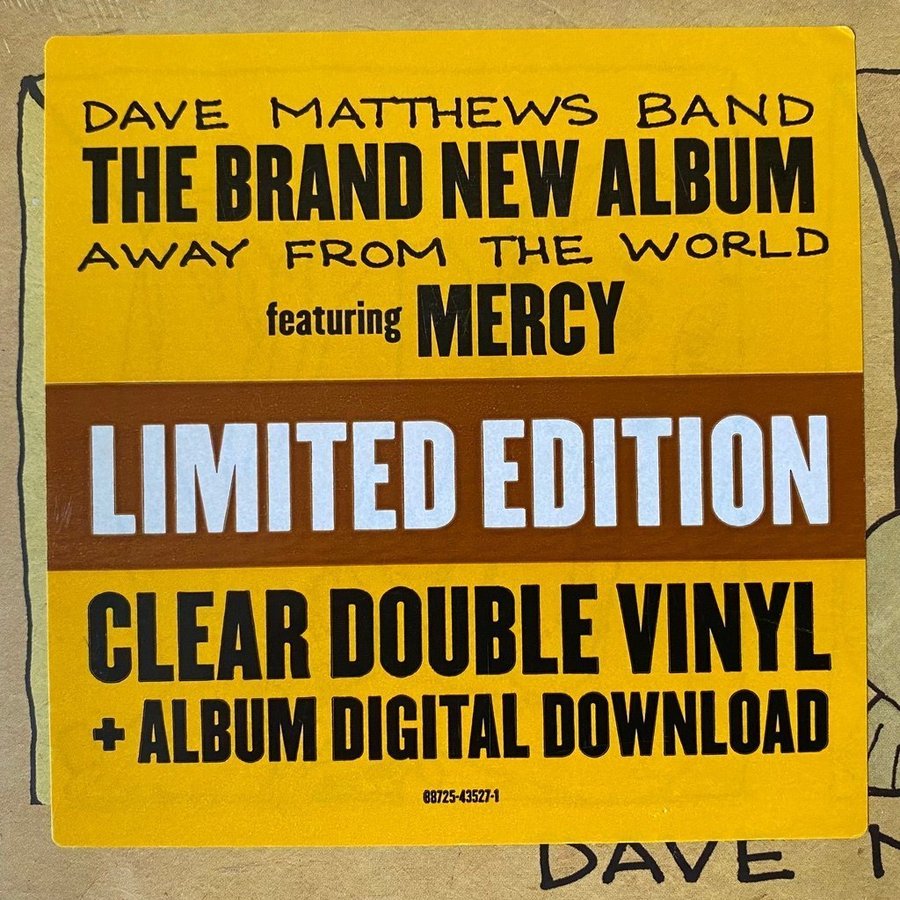 DAVE MATTHEWS BAND
THE BRAND NEW ALBUM
AWAY FROM THE WORLD
featuring MERCY
LIMITED EDITION
CLEAR DOUBLE VINYL
+ ALBUM DIGITAL DOWNLOAD
88725-43527-1
DAVE